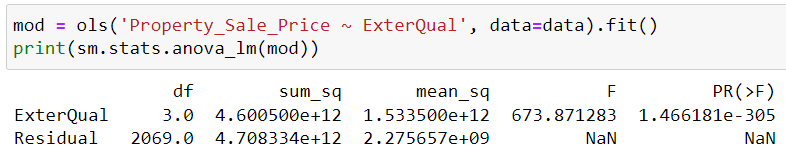 mod = ols('Property_Sale_Price ~ ExterQual', data=data).fit()
print(sm.stats.anova_lm(mod))
df sum_sq mean_sq F PR(>F)
ExterQual 3.0 4.600500e+12 1.533500e+12 673.871283 1.466181e-305
Residual 2069.0 4.708334e+12 2.275657e+09 NaN NaN